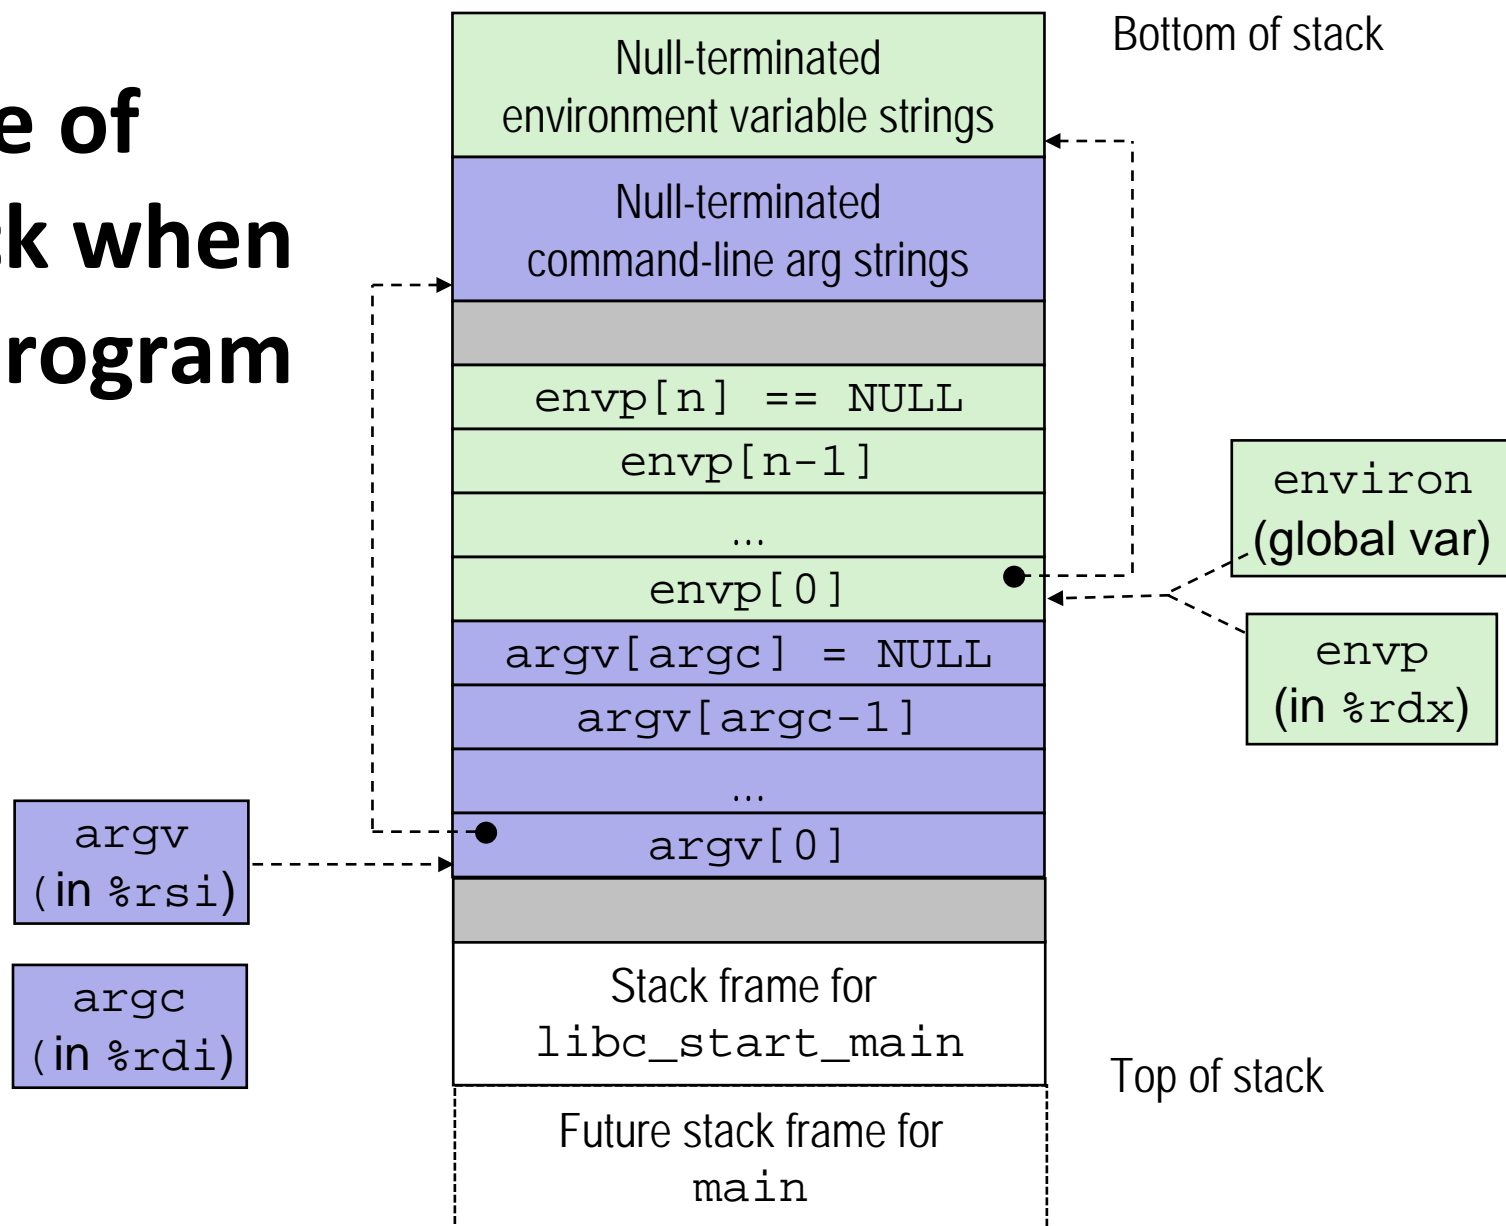 e of
ck when
rogram
Bottom of stack
Null-terminated
environment variable strings
Null-terminated
command-line arg strings
envp[n] == NULL
envp[n-1]
...
envp[0]
argv[argc] = NULL
argv[argc-1]
...
argv[0]
environ
(global var)
envp
(in %rdx)
argv
(in %rsi)
argc
(in %rdi)
Stack frame for
libc_start_main
Top of stack
Future stack frame for
main